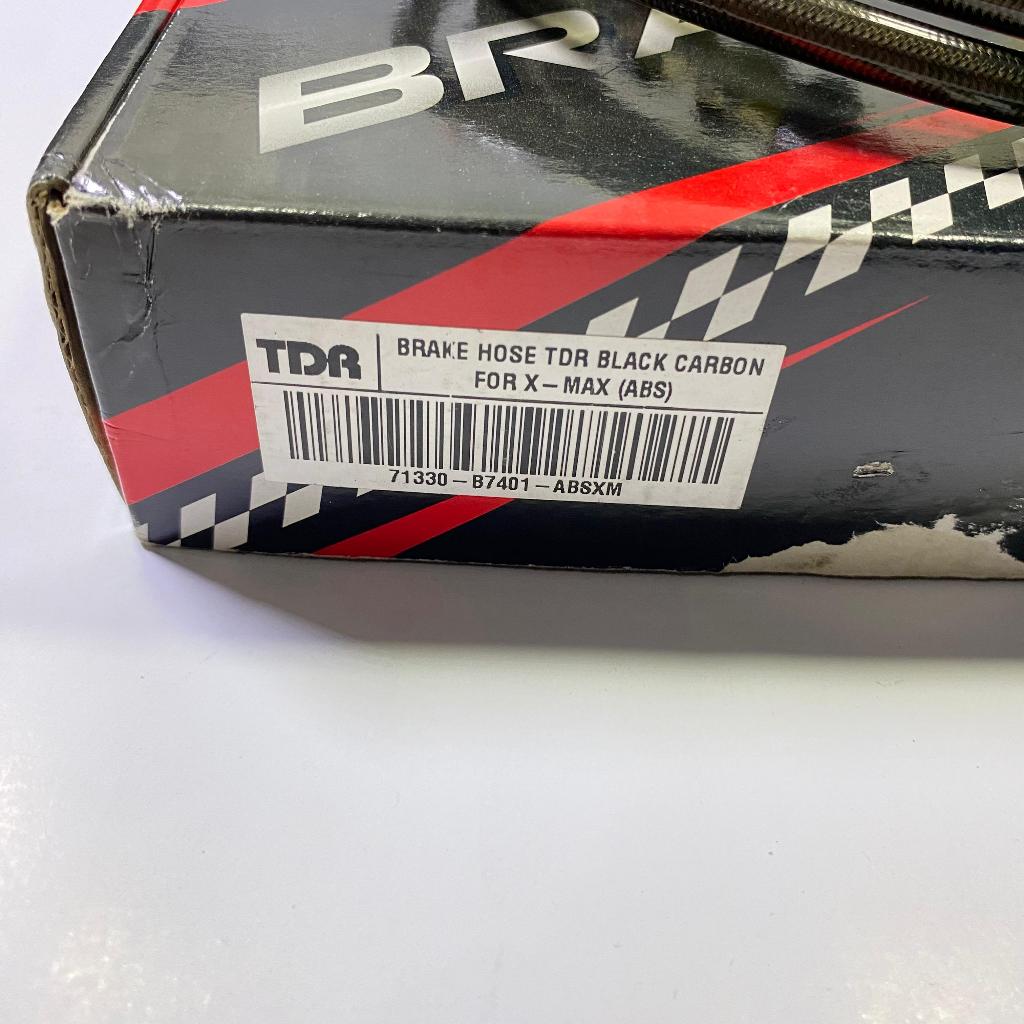 BRA
TDR
BRAKE HOSE TDR BLACK CARBON
FOR X-MAX (ABS)
71330-B7401-ABSXM